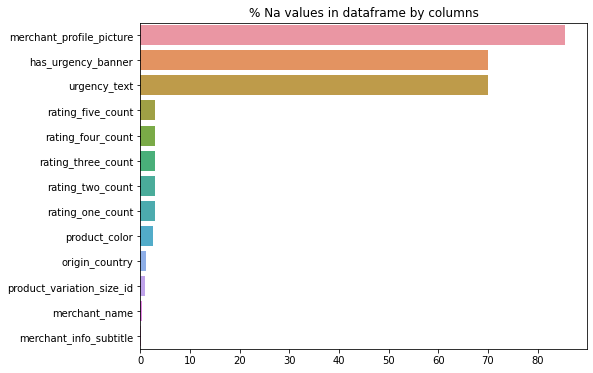 % Na values in dataframe by columns
merchant_profile_picture
has_urgency_banner
urgency_text
rating_five_count
rating_four_count
rating_three_count
rating_two_count
rating_one_count
product_color
origin_country
product_variation_size_id
merchant_name
merchant_info_subtitle
0 10 20 30 40 50 60 70 80